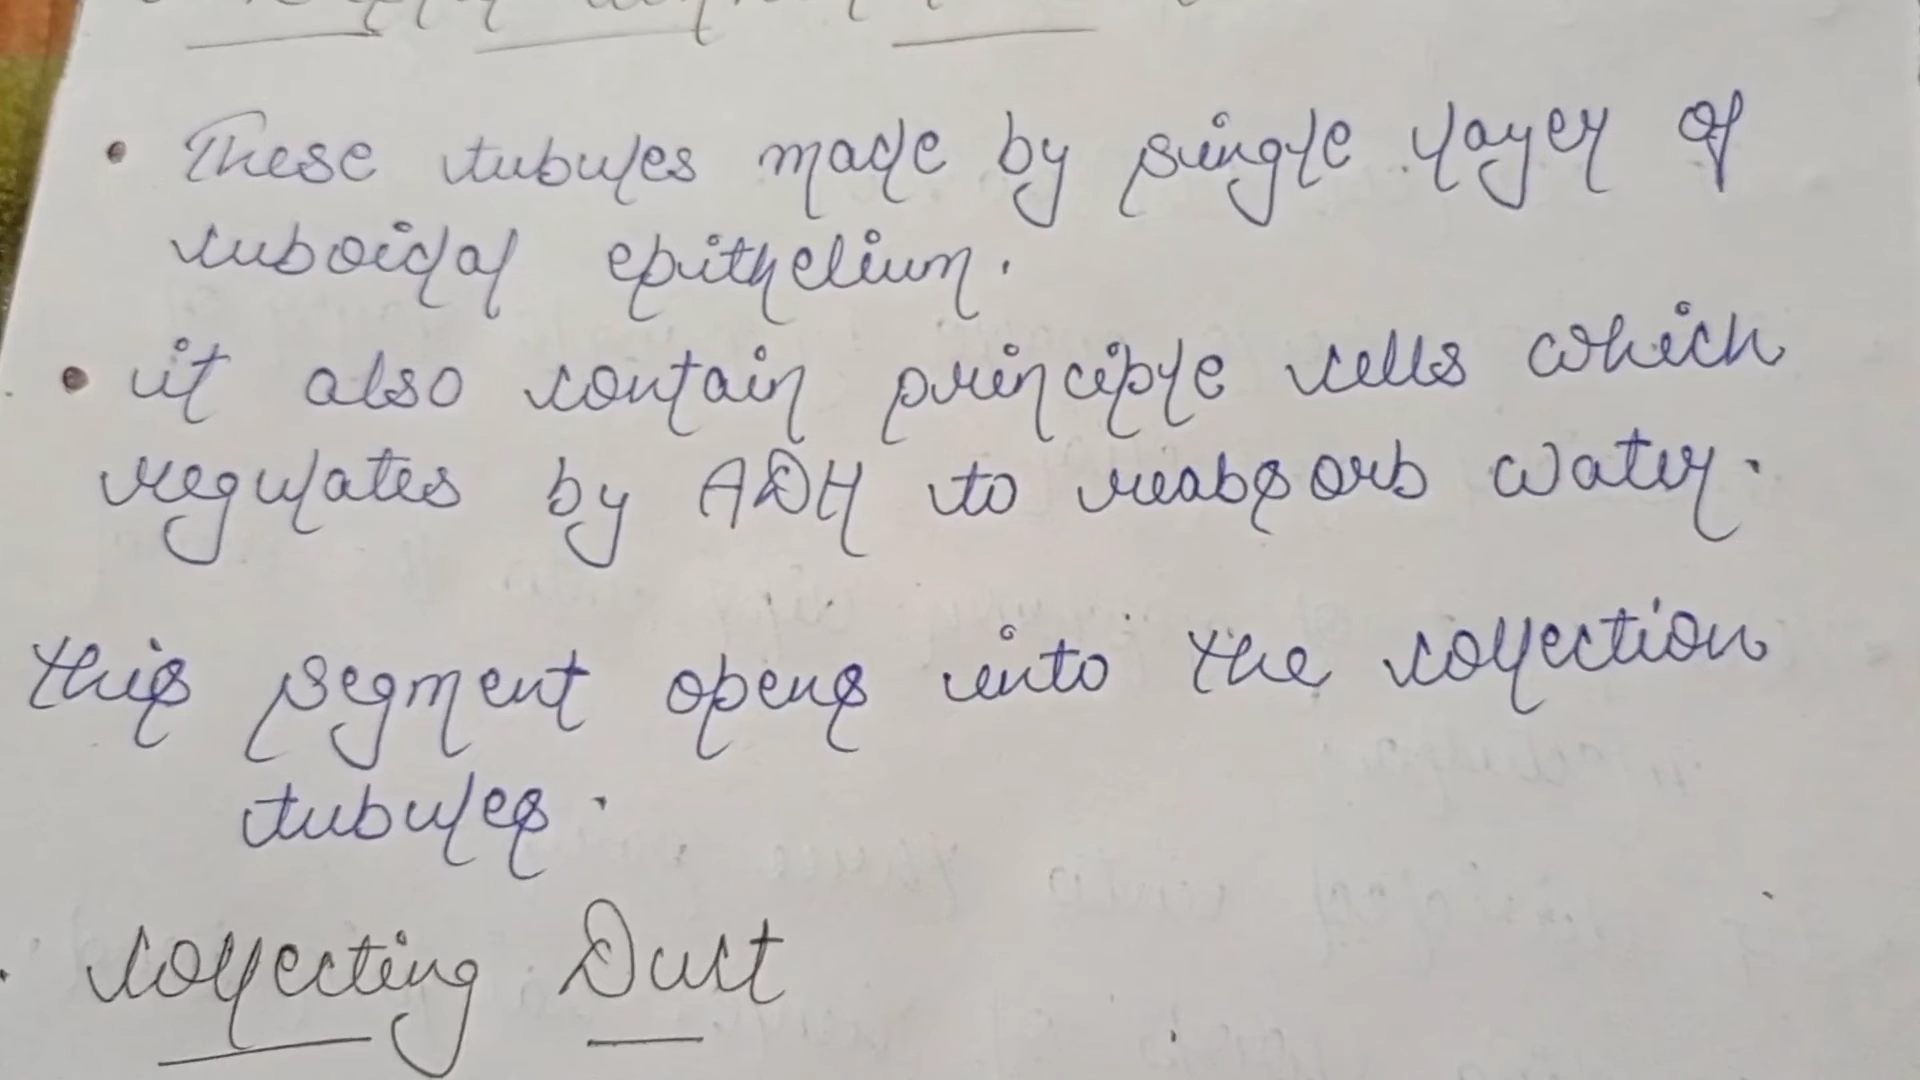 • These tubules made by single layer of
cuboidal epithelium.
• it also contain principle cells which
regulates by ADH to reabsorb water.
this segment opens into the collection
tubules.
Collecting Duct